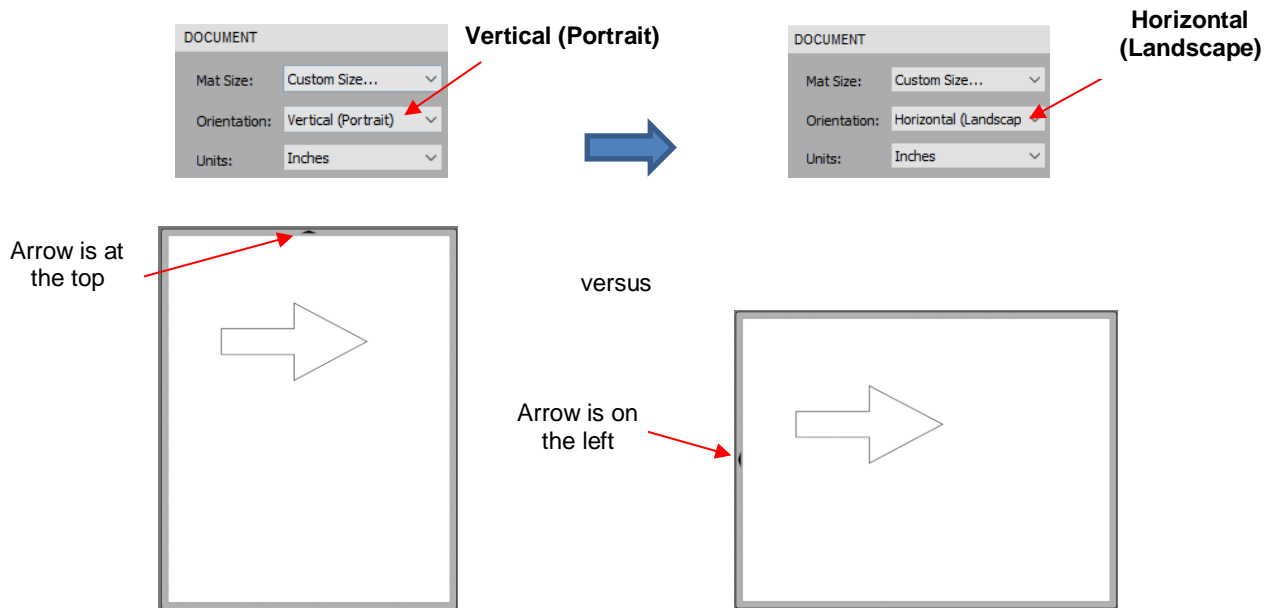 DOCUMENT
Mat Size: Custom Size...
Orientation: Vertical (Portrait)
Units: Inches
Vertical (Portrait)
DOCUMENT
Mat Size: Custom Size...
Orientation: Horizontal (Landscap
Units: Inches
Horizontal
(Landscape)
Arrow is at
the top
versus
Arrow is on
the left